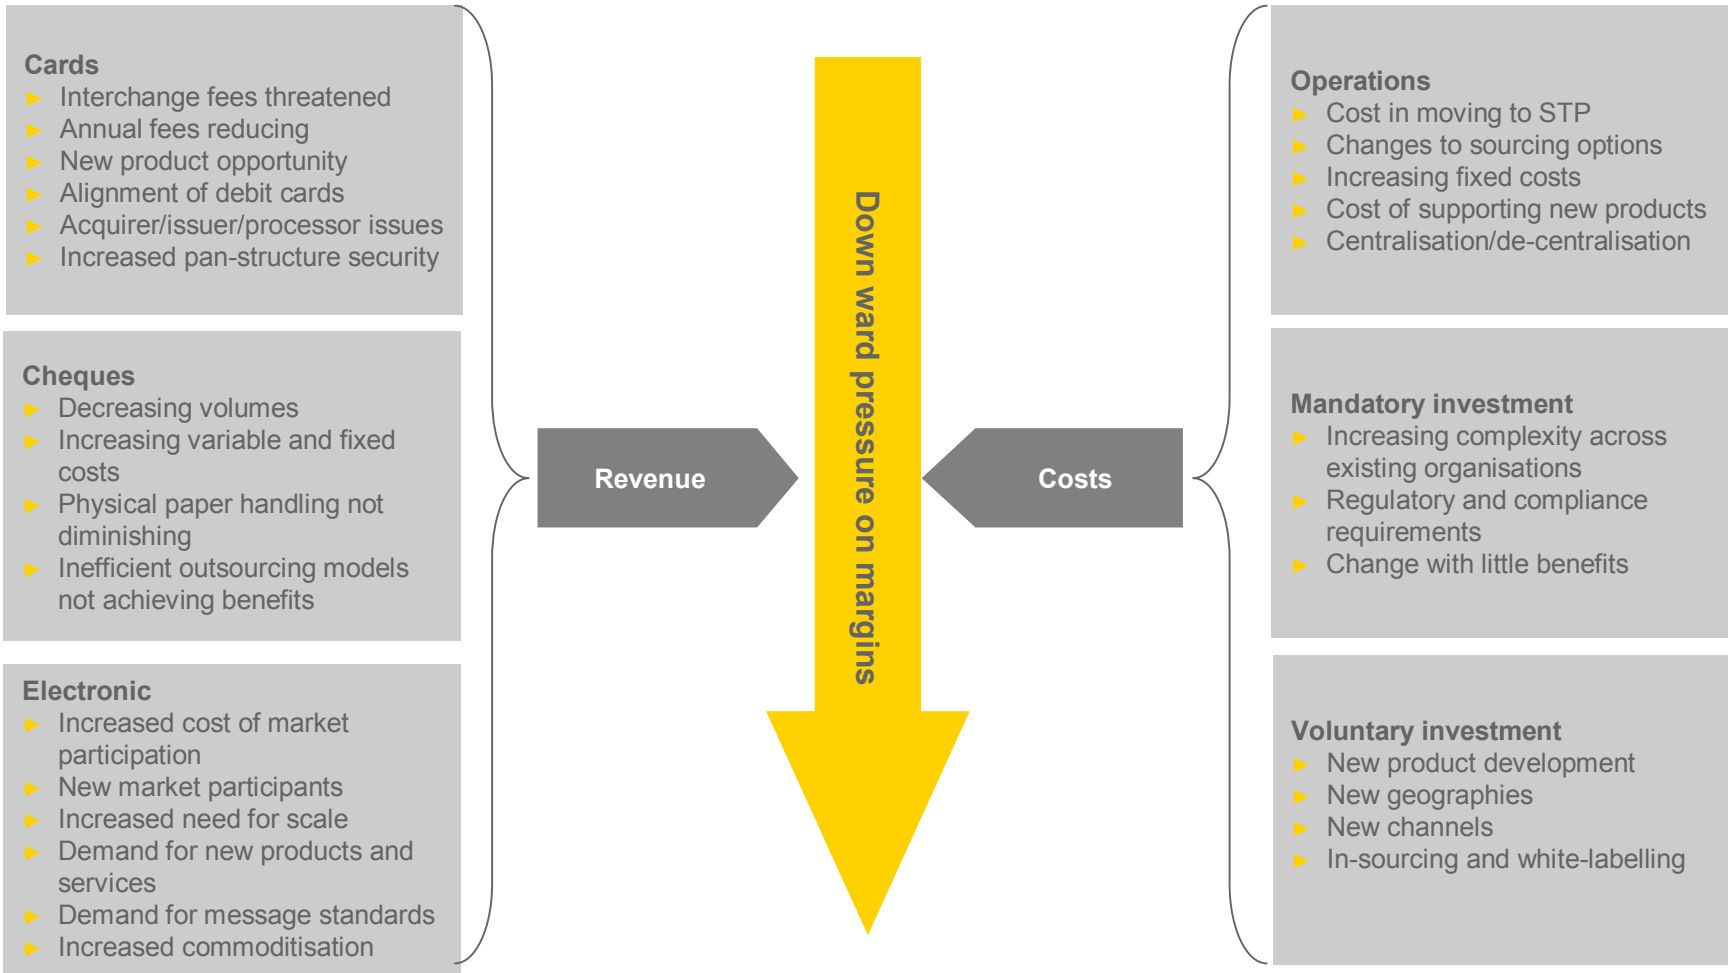 Cards
► Interchange fees threatened
► Annual fees reducing
► New product opportunity
► Alignment of debit cards
► Acquirer/issuer/processor issues
► Increased pan-structure security
Cheques
► Decreasing volumes
► Increasing variable and fixed
costs
► Physical paper handling not
diminishing
► Inefficient outsourcing models
not achieving benefits
Electronic
► Increased cost of market
participation
► New market participants
► Increased need for scale
► Demand for new products and
services
► Demand for message standards
► Increased commoditisation
Revenue
Down ward pressure on margins
Costs
Operations
► Cost in moving to STP
► Changes to sourcing options
► Increasing fixed costs
► Cost of supporting new products
► Centralisation/de-centralisation
Mandatory investment
► Increasing complexity across
existing organisations
► Regulatory and compliance
requirements
► Change with little benefits
Voluntary investment
► New product development
► New geographies
► New channels
► In-sourcing and white-labelling